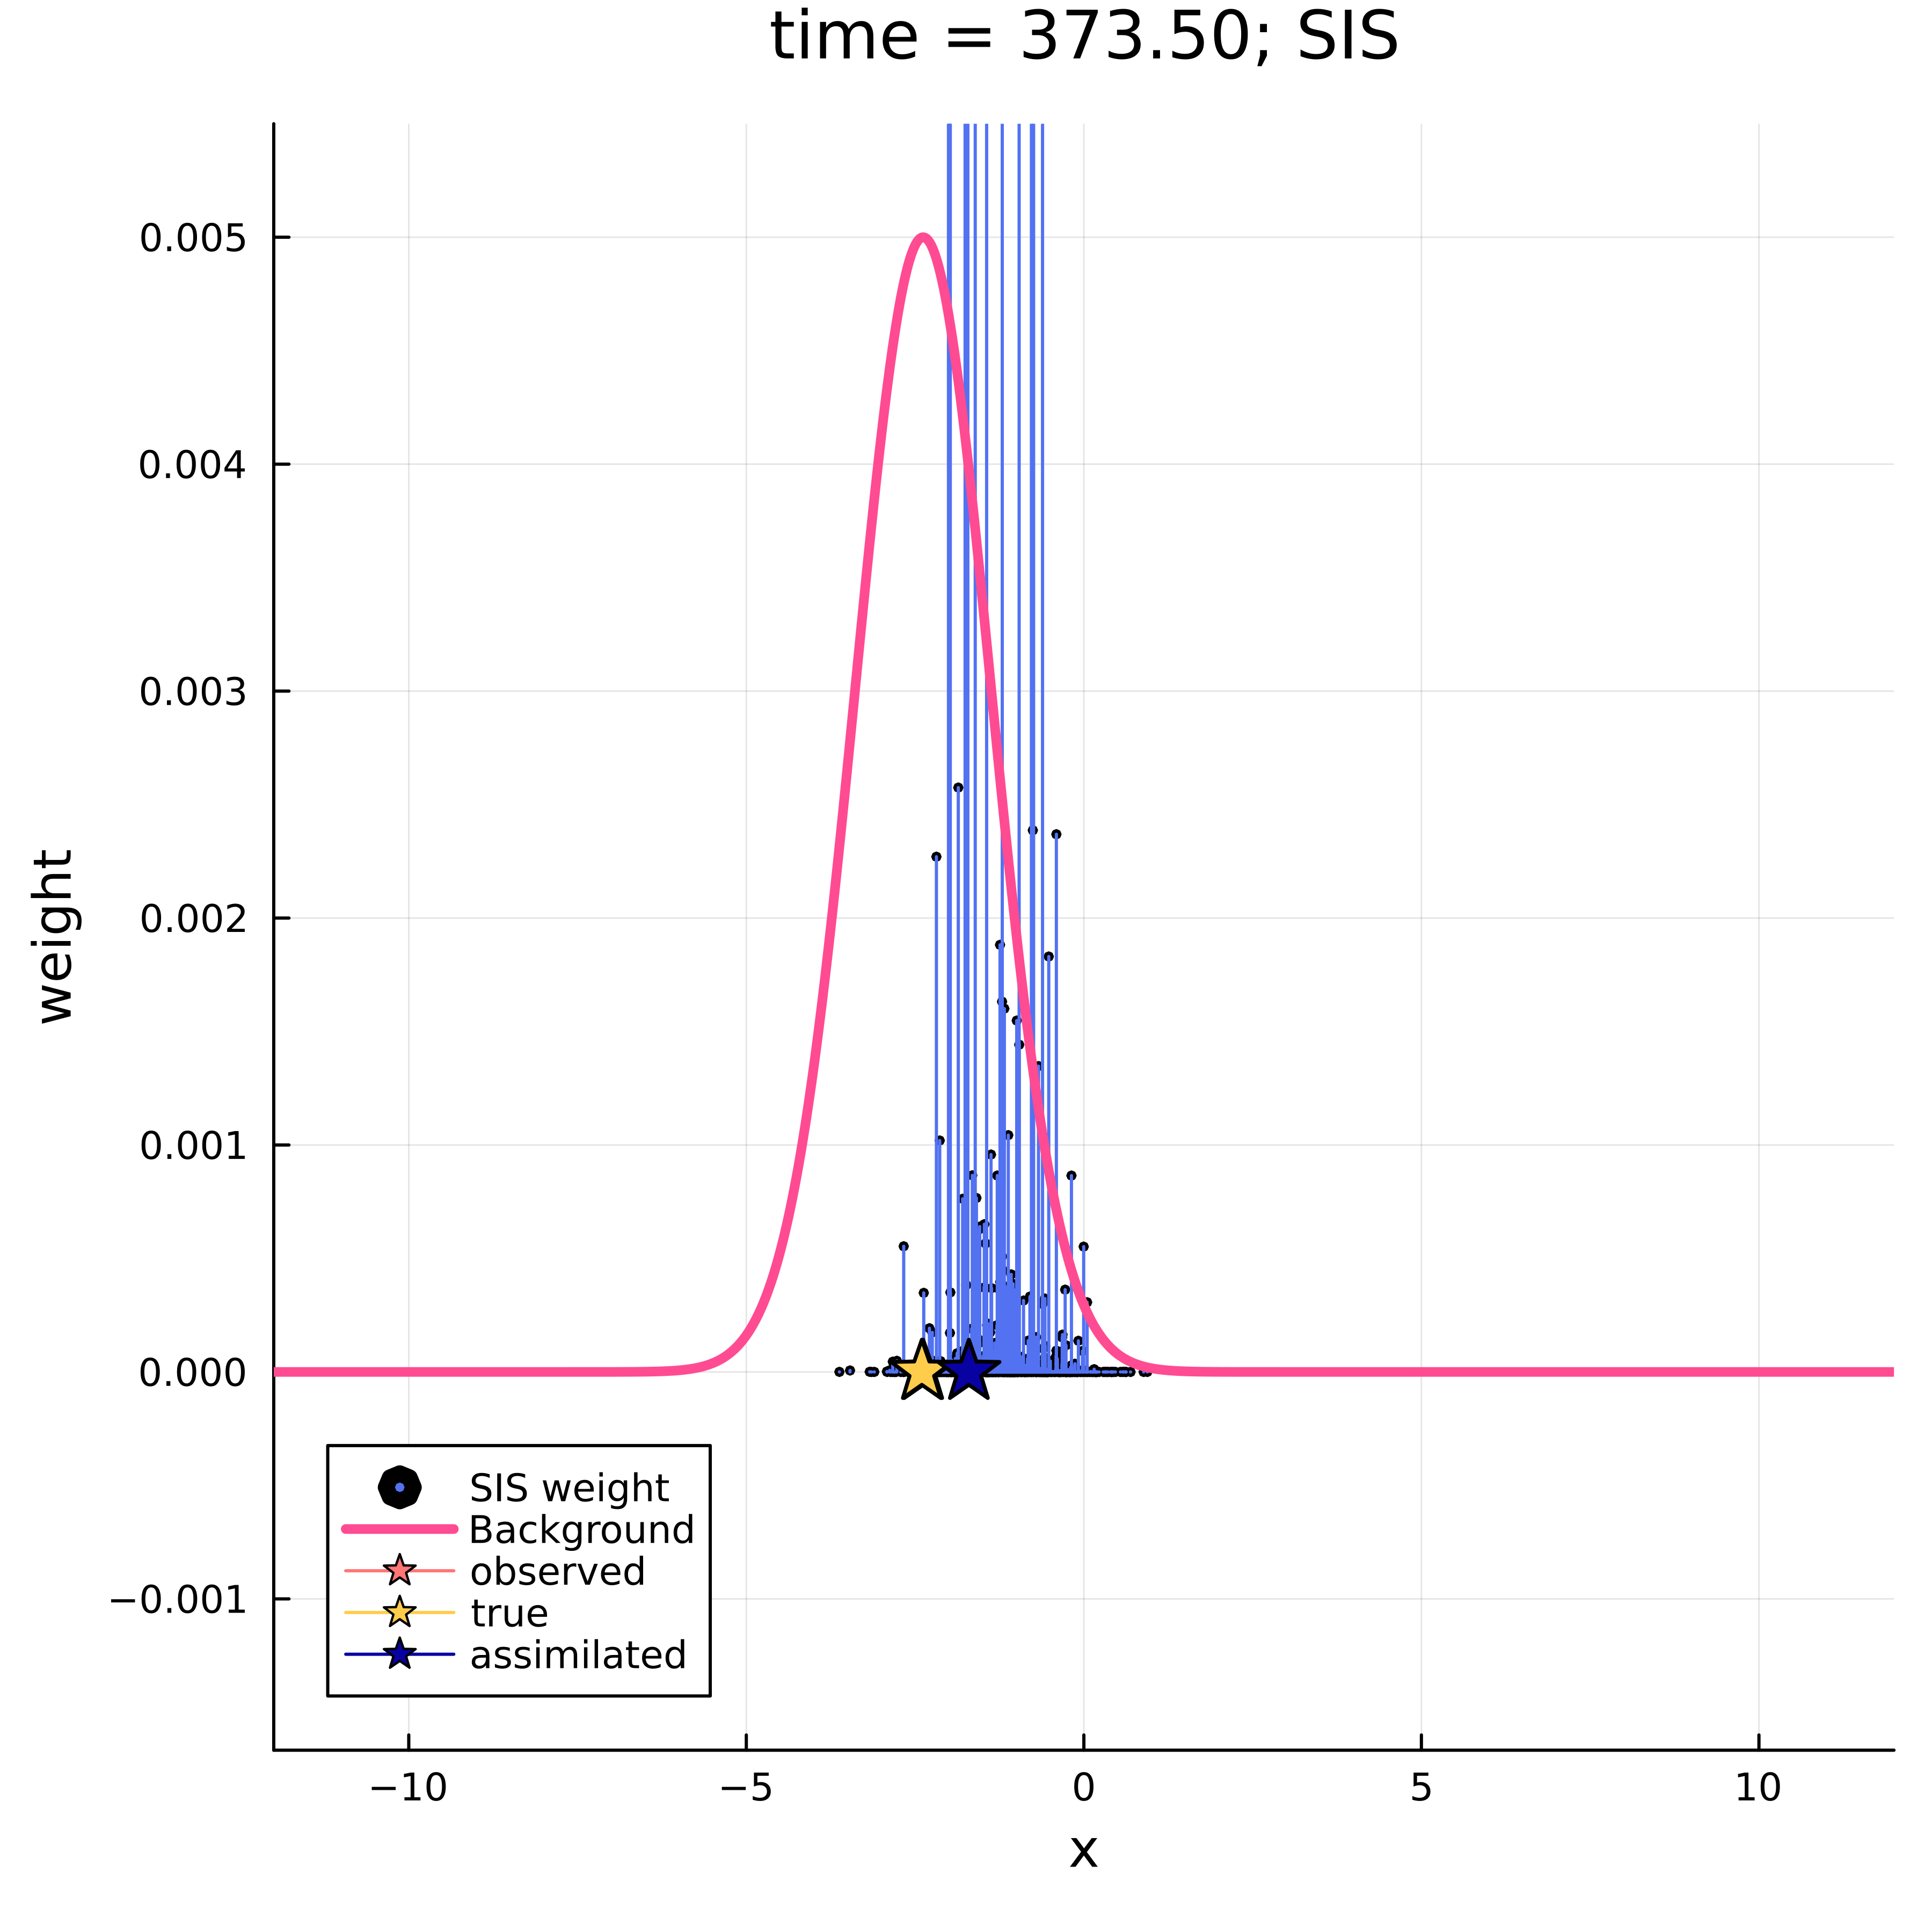 time = 373.50; SIS
0.005
0.004
0.003
0.002
0.001
0.000
−0.001
weight
SIS weight
Background
observed
true
assimilated
−10
−5
0
5
10
x